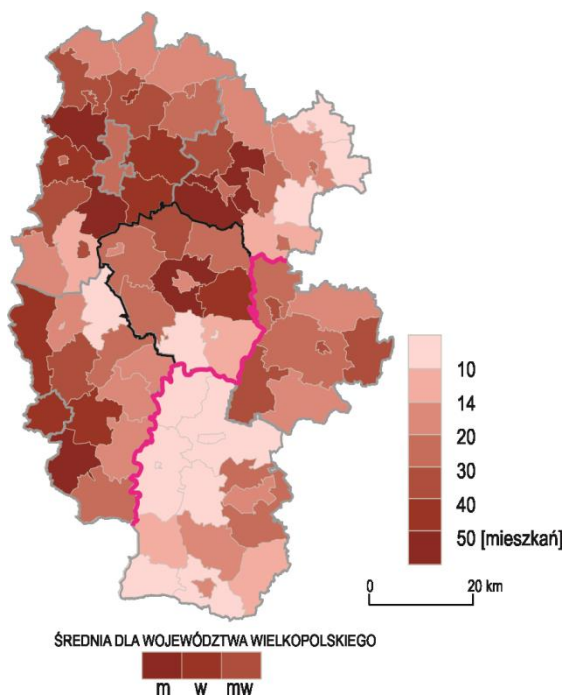 10
14
20
30
40
50 [mieszkań]
0 20 km
ŚREDNIA DLA WOJEWÓDZTWA WIELKOPOLSKIEGO
m w mw